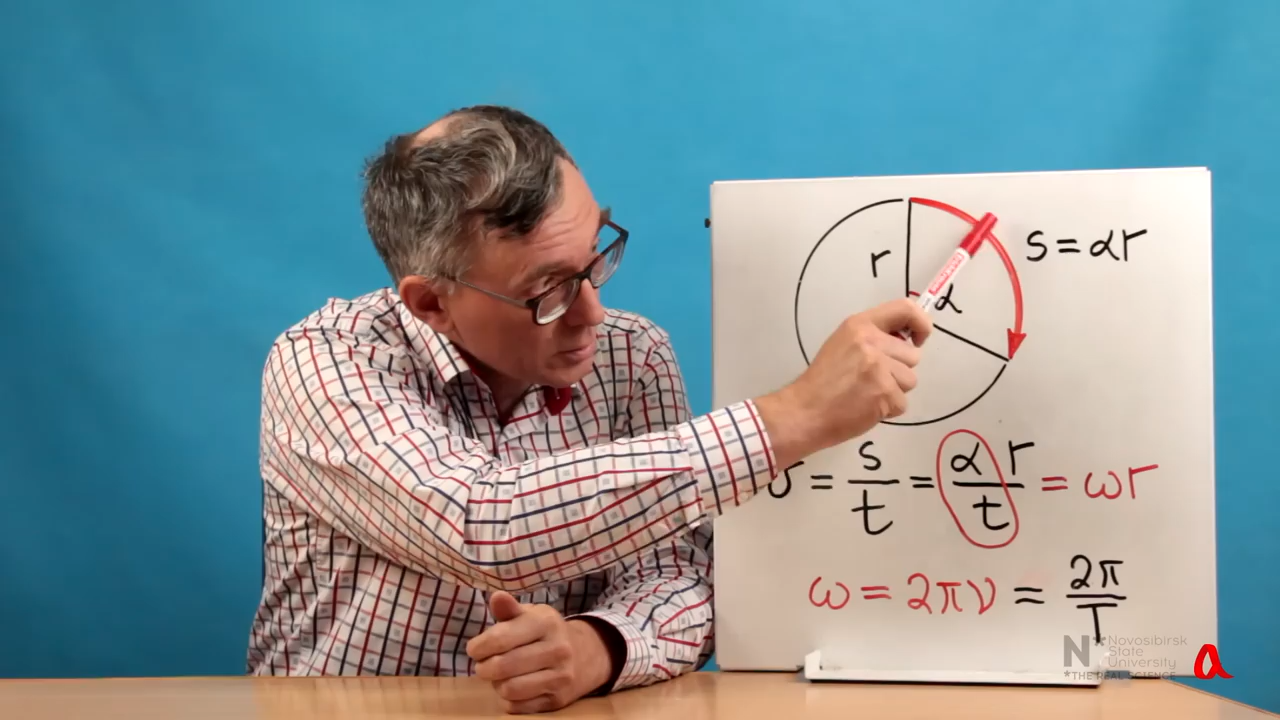 r
α
s = αr
υ = s/t = αr/t = ωr
ω = 2πν = 2π/T
N* Novosibirsk
State
University
*THE REAL SCIENCE